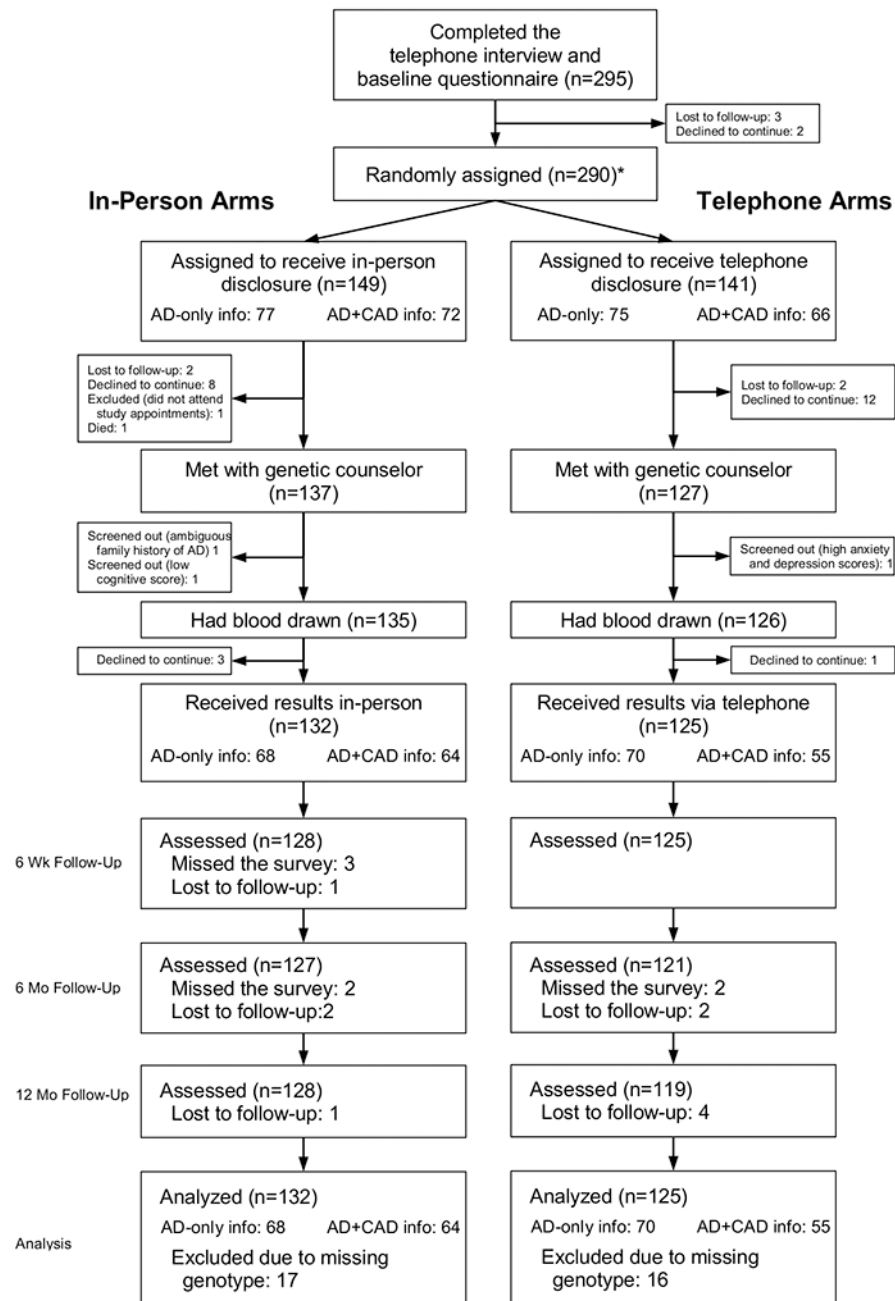 Completed the
telephone interview and
baseline questionnaire (n=295)
Lost to follow-up: 3
Declined to continue: 2
Randomly assigned (n=290)*
In-Person Arms
Telephone Arms
Assigned to receive in-person
disclosure (n=149)
AD-only info: 77 AD+CAD info: 72
Assigned to receive telephone
disclosure (n=141)
AD-only: 75 AD+CAD info: 66
Lost to follow-up: 2
Declined to continue: 8
Excluded (did not attend
study appointments): 1
Died: 1
Lost to follow-up: 2
Declined to continue: 12
Met with genetic counselor
(n=137)
Met with genetic counselor
(n=127)
Screened out (ambiguous
family history of AD) 1
Screened out (low
cognitive score): 1
Screened out (high anxiety
and depression scores): 1
Had blood drawn (n=135)
Had blood drawn (n=126)
Declined to continue: 3
Declined to continue: 1
Received results in-person
(n=132)
AD-only info: 68 AD+CAD info: 64
Received results via telephone
(n=125)
AD-only info: 70 AD+CAD info: 55
6 Wk Follow-Up
Assessed (n=128)
Missed the survey: 3
Lost to follow-up: 1
Assessed (n=125)
6 Mo Follow-Up
Assessed (n=127)
Missed the survey: 2
Lost to follow-up:2
Assessed (n=121)
Missed the survey: 2
Lost to follow-up: 2
12 Mo Follow-Up
Assessed (n=128)
Lost to follow-up: 1
Assessed (n=119)
Lost to follow-up: 4
Analysis
Analyzed (n=132)
AD-only info: 68 AD+CAD info: 64
Excluded due to missing
genotype: 17
Analyzed (n=125)
AD-only info: 70 AD+CAD info: 55
Excluded due to missing
genotype: 16